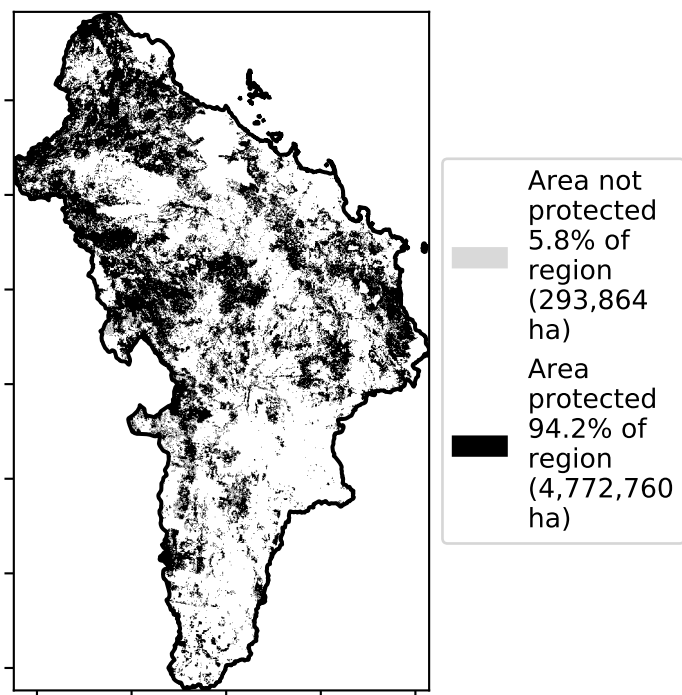 Area not
protected
5.8% of
region
(293,864
ha)
Area
protected
94.2% of
region
(4,772,760
ha)